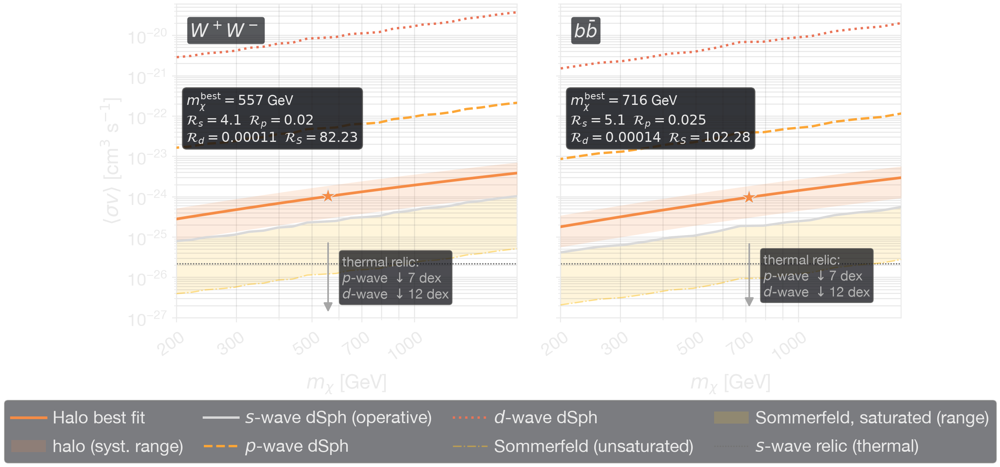 W⁺W⁻
b b̄
10⁻²⁰
10⁻²¹
10⁻²²
10⁻²³
10⁻²⁴
10⁻²⁵
10⁻²⁶
10⁻²⁷
⟨σv⟩ [cm³ s⁻¹]
m_χ^best = 557 GeV
ℛ_s = 4.1 ℛ_p = 0.02
ℛ_d = 0.00011 ℛ_S = 82.23
m_χ^best = 716 GeV
ℛ_s = 5.1 ℛ_p = 0.025
ℛ_d = 0.00014 ℛ_S = 102.28
thermal relic:
p-wave ↓ 7 dex
d-wave ↓ 12 dex
thermal relic:
p-wave ↓ 7 dex
d-wave ↓ 12 dex
200 300 500 700 1000
200 300 500 700 1000
m_χ [GeV]
m_χ [GeV]
Halo best fit
halo (syst. range)
s-wave dSph (operative)
p-wave dSph
d-wave dSph
Sommerfeld (unsaturated)
Sommerfeld, saturated (range)
s-wave relic (thermal)